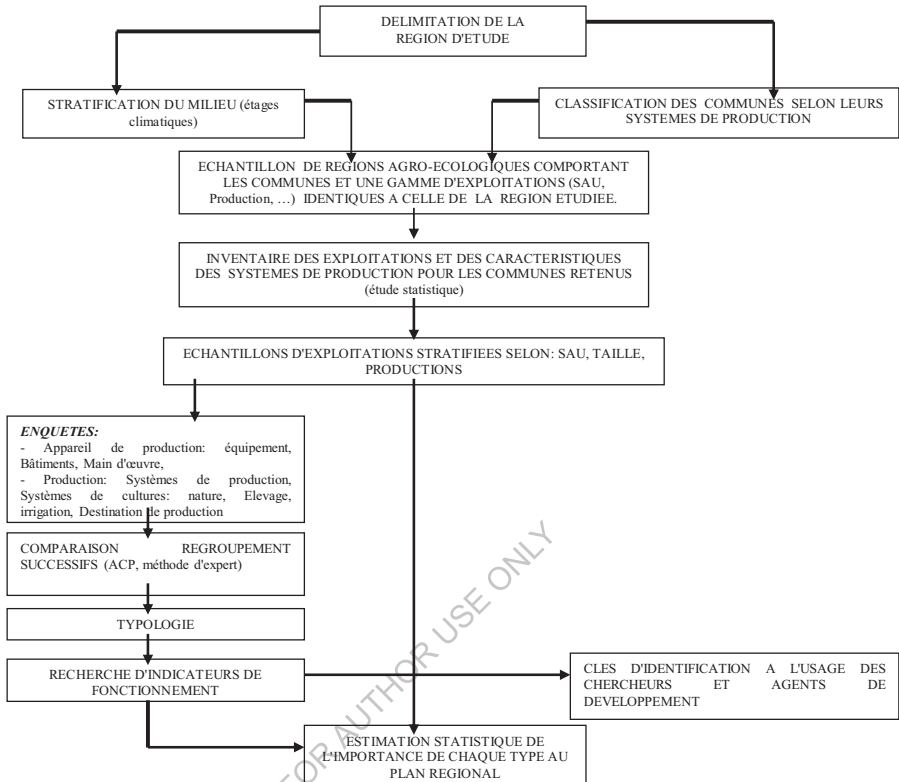 DELIMITATION DE LA
REGION D'ETUDE
STRATIFICATION DU MILIEU (étages
climatiques)
CLASSIFICATION DES COMMUNES SELON LEURS
SYSTEMES DE PRODUCTION
ECHANTILLON DE REGIONS AGRO-ECOLOGIQUES COMPORTANT
LES COMMUNES ET UNE GAMME D'EXPLOITATIONS (SAU,
Production, …) IDENTIQUES A CELLE DE LA REGION ETUDIEE.
INVENTAIRE DES EXPLOITATIONS ET DES CARACTERISTIQUES
DES SYSTEMES DE PRODUCTION POUR LES COMMUNES RETENUS
(étude statistique)
ECHANTILLONS D'EXPLOITATIONS STRATIFIEES SELON: SAU, TAILLE,
PRODUCTIONS
ENQUETES:
- Appareil de production: équipement,
Bâtiments, Main d'œuvre,
- Production: Systèmes de production,
Systèmes de cultures: nature, Elevage,
irrigation, Destination de production
COMPARAISON REGROUPEMENT
SUCCESSIFS (ACP, méthode d'expert)
TYPOLOGIE
RECHERCHE D'INDICATEURS DE
FONCTIONNEMENT
CLES D'IDENTIFICATION A L'USAGE DES
CHERCHEURS ET AGENTS DE
DEVELOPPEMENT
ESTIMATION STATISTIQUE DE
L'IMPORTANCE DE CHAQUE TYPE AU
PLAN REGIONAL
FOR AUTHOR USE ONLY